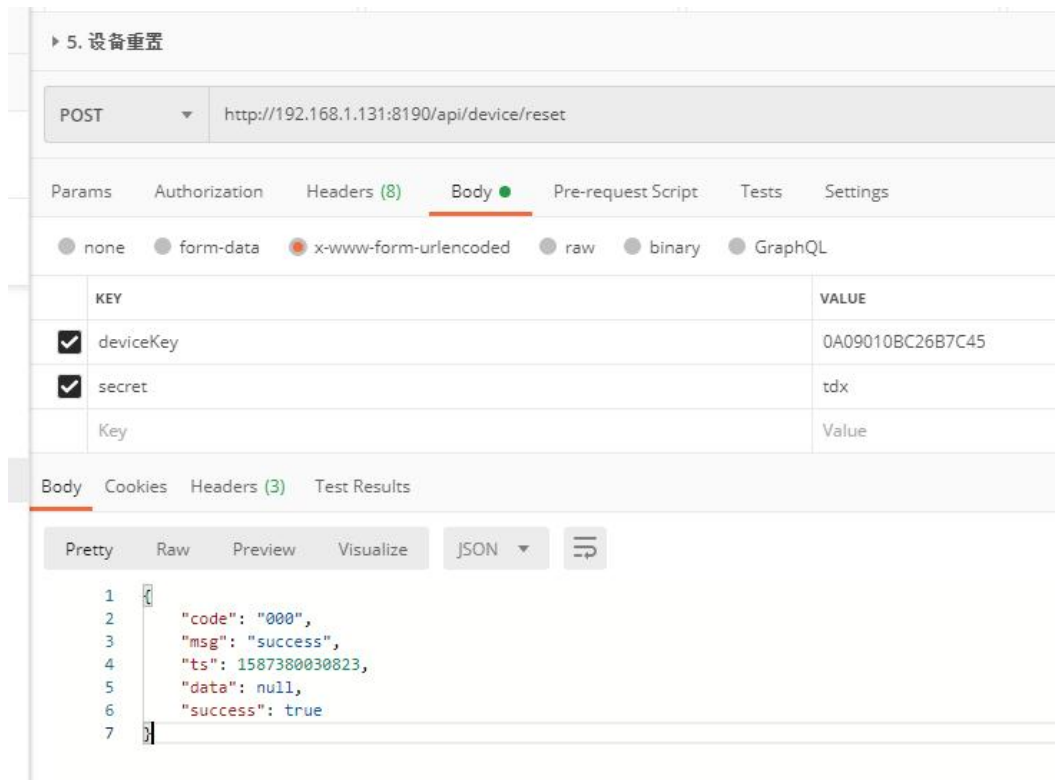 5. 设备重置
POST http://192.168.1.131:8190/api/device/reset
Params Authorization Headers (8) Body Pre-request Script Tests Settings
none form-data x-www-form-urlencoded raw binary GraphQL
KEY VALUE
deviceKey 0A09010BC26B7C45
secret tdx
Key Value
Body Cookies Headers (3) Test Results
Pretty Raw Preview Visualize JSON
1 {
2 "code": "000",
3 "msg": "success",
4 "ts": 1587380030823,
5 "data": null,
6 "success": true
7 }